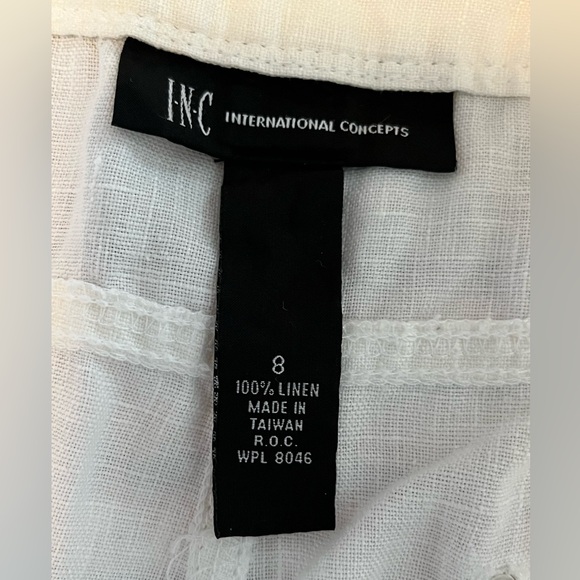 I·N·C INTERNATIONAL CONCEPTS
8
100% LINEN
MADE IN
TAIWAN
R.O.C.
WPL 8046